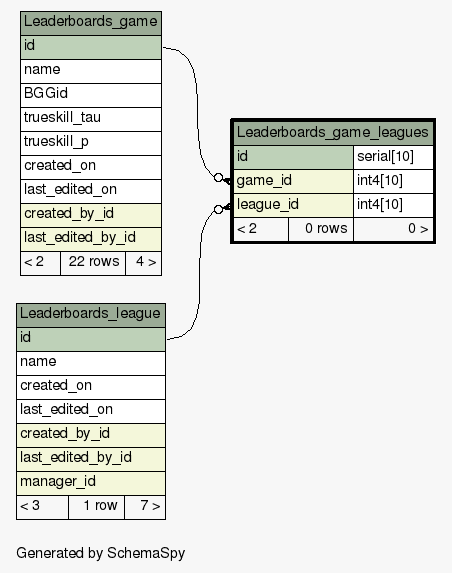 Leaderboards_game
id
name
BGGid
trueskill_tau
trueskill_p
created_on
last_edited_on
created_by_id
last_edited_by_id
< 2 22 rows 4 >
Leaderboards_game_leagues
id serial[10]
game_id int4[10]
league_id int4[10]
< 2 0 rows 0 >
Leaderboards_league
id
name
created_on
last_edited_on
created_by_id
last_edited_by_id
manager_id
< 3 1 row 7 >
Generated by SchemaSpy